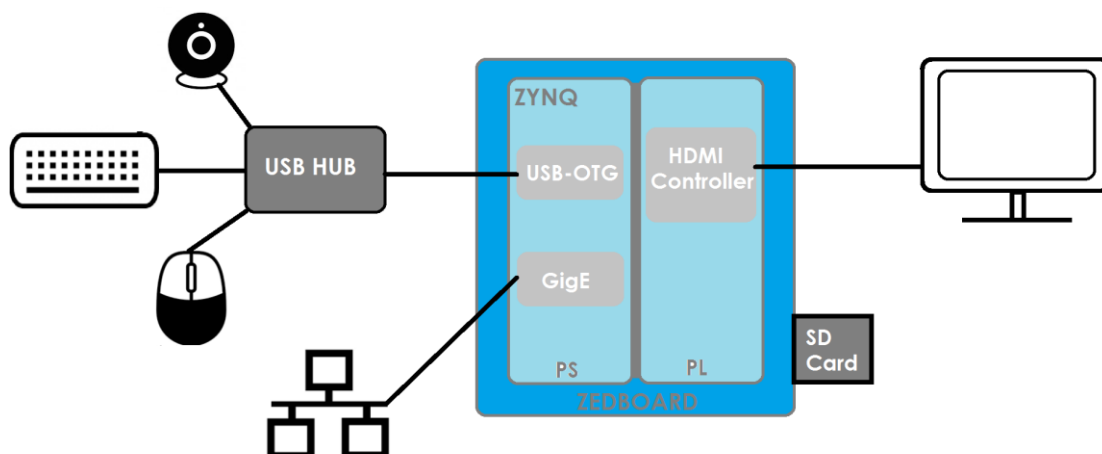 ZYNQ
USB HUB
USB-OTG
HDMI
Controller
GigE
SD
Card
PS
PL
ZEDBOARD